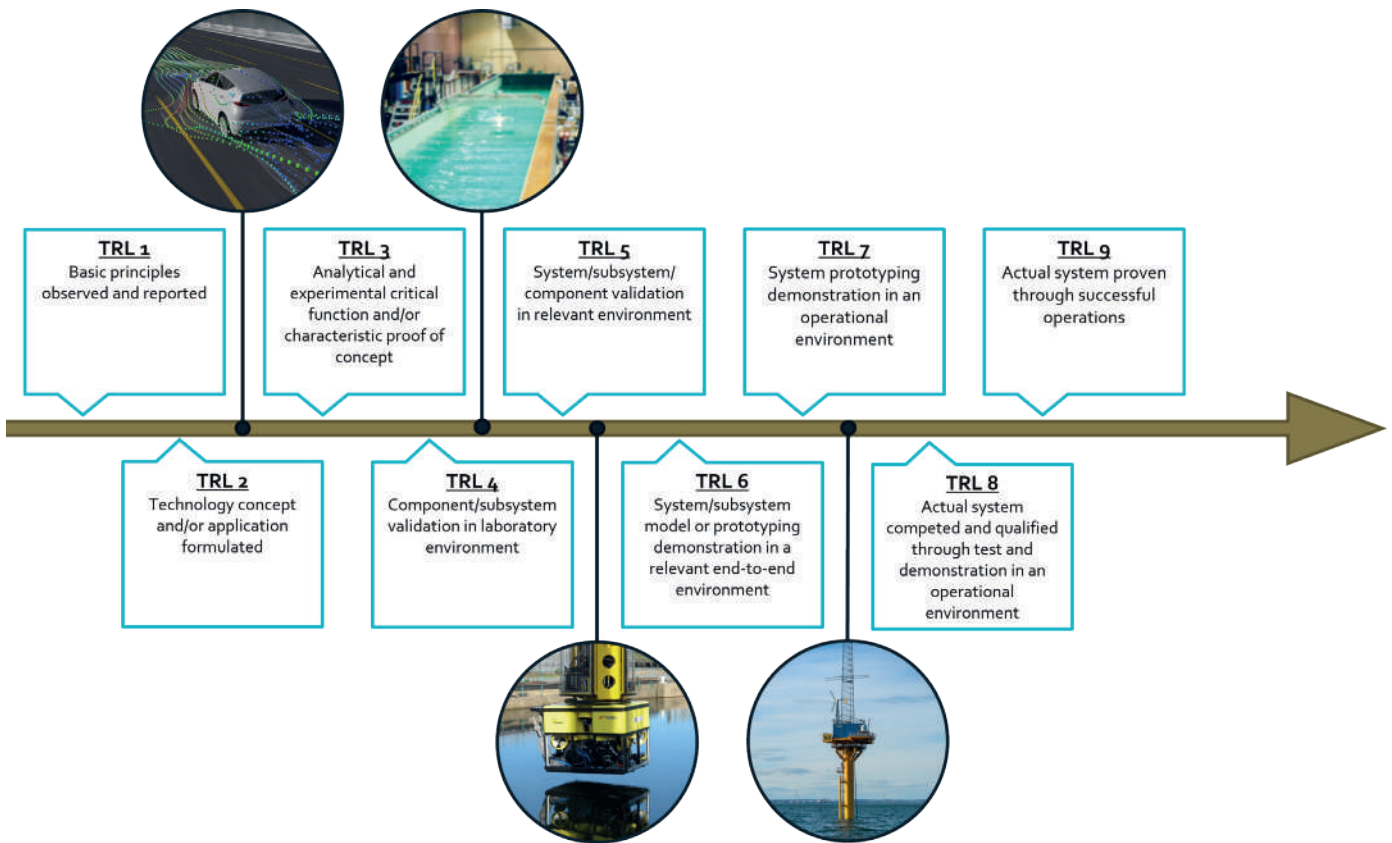 TRL 1
Basic principles
observed and reported
TRL 2
Technology concept
and/or application
formulated
TRL 3
Analytical and
experimental critical
function and/or
characteristic proof of
concept
TRL 4
Component/subsystem
validation in laboratory
environment
TRL 5
System/subsystem/
component validation
in relevant environment
TRL 6
System/subsystem
model or prototyping
demonstration in a
relevant end-to-end
environment
TRL 7
System prototyping
demonstration in an
operational
environment
TRL 8
Actual system
competed and qualified
through test and
demonstration in an
operational
environment
TRL 9
Actual system proven
through successful
operations